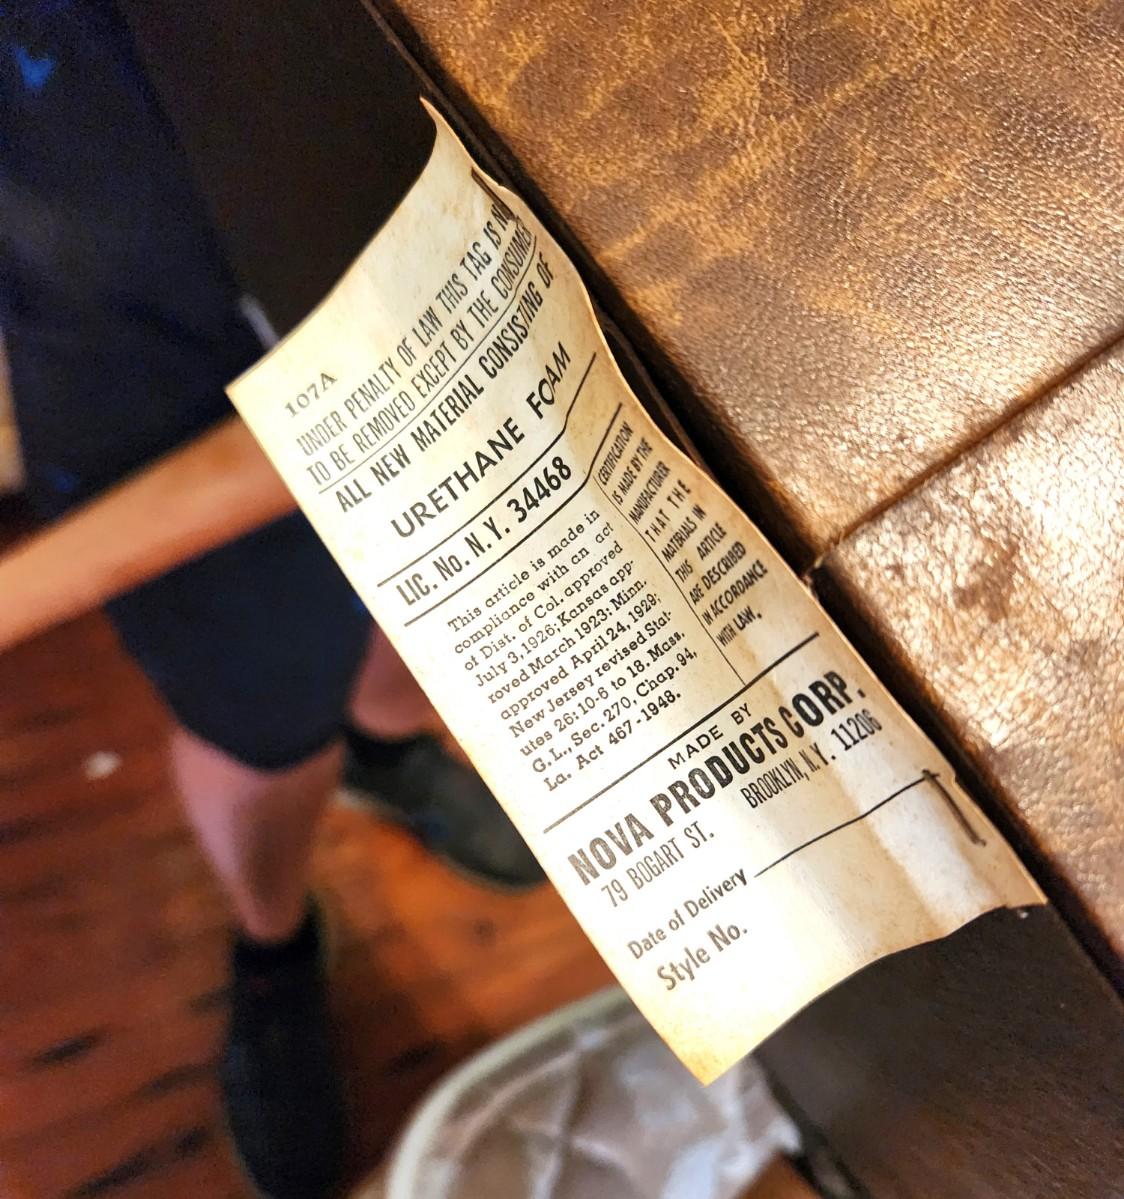 107A
UNDER PENALTY OF LAW THIS TAG IS
TO BE REMOVED EXCEPT BY THE CONSUMER
ALL NEW MATERIAL CONSISTING OF
URETHANE FOAM
LIC. No. N. Y. 34468
This article is made in
compliance with an act
of Dist. of Col. approved
July 3, 1926; Kansas app-
roved March 1923: Minn.
approved April 24, 1929;
New Jersey revised Stat-
utes 26: 10-6 to 18. Mass.
G. L., Sec. 270, Chap. 94,
La. Act 467-1948.
CERTIFICATION
IS MADE BY THE
MANUFACTURER
THAT THE
MATERIALS IN
THIS ARTICLE
ARE DESCRIBED
IN ACCORDANCE
WITH LAW.
MADE BY
NOVA PRODUCTS CORP.
79 BOGART ST. BROOKLYN, N.Y. 11206
Date of Delivery
Style No.